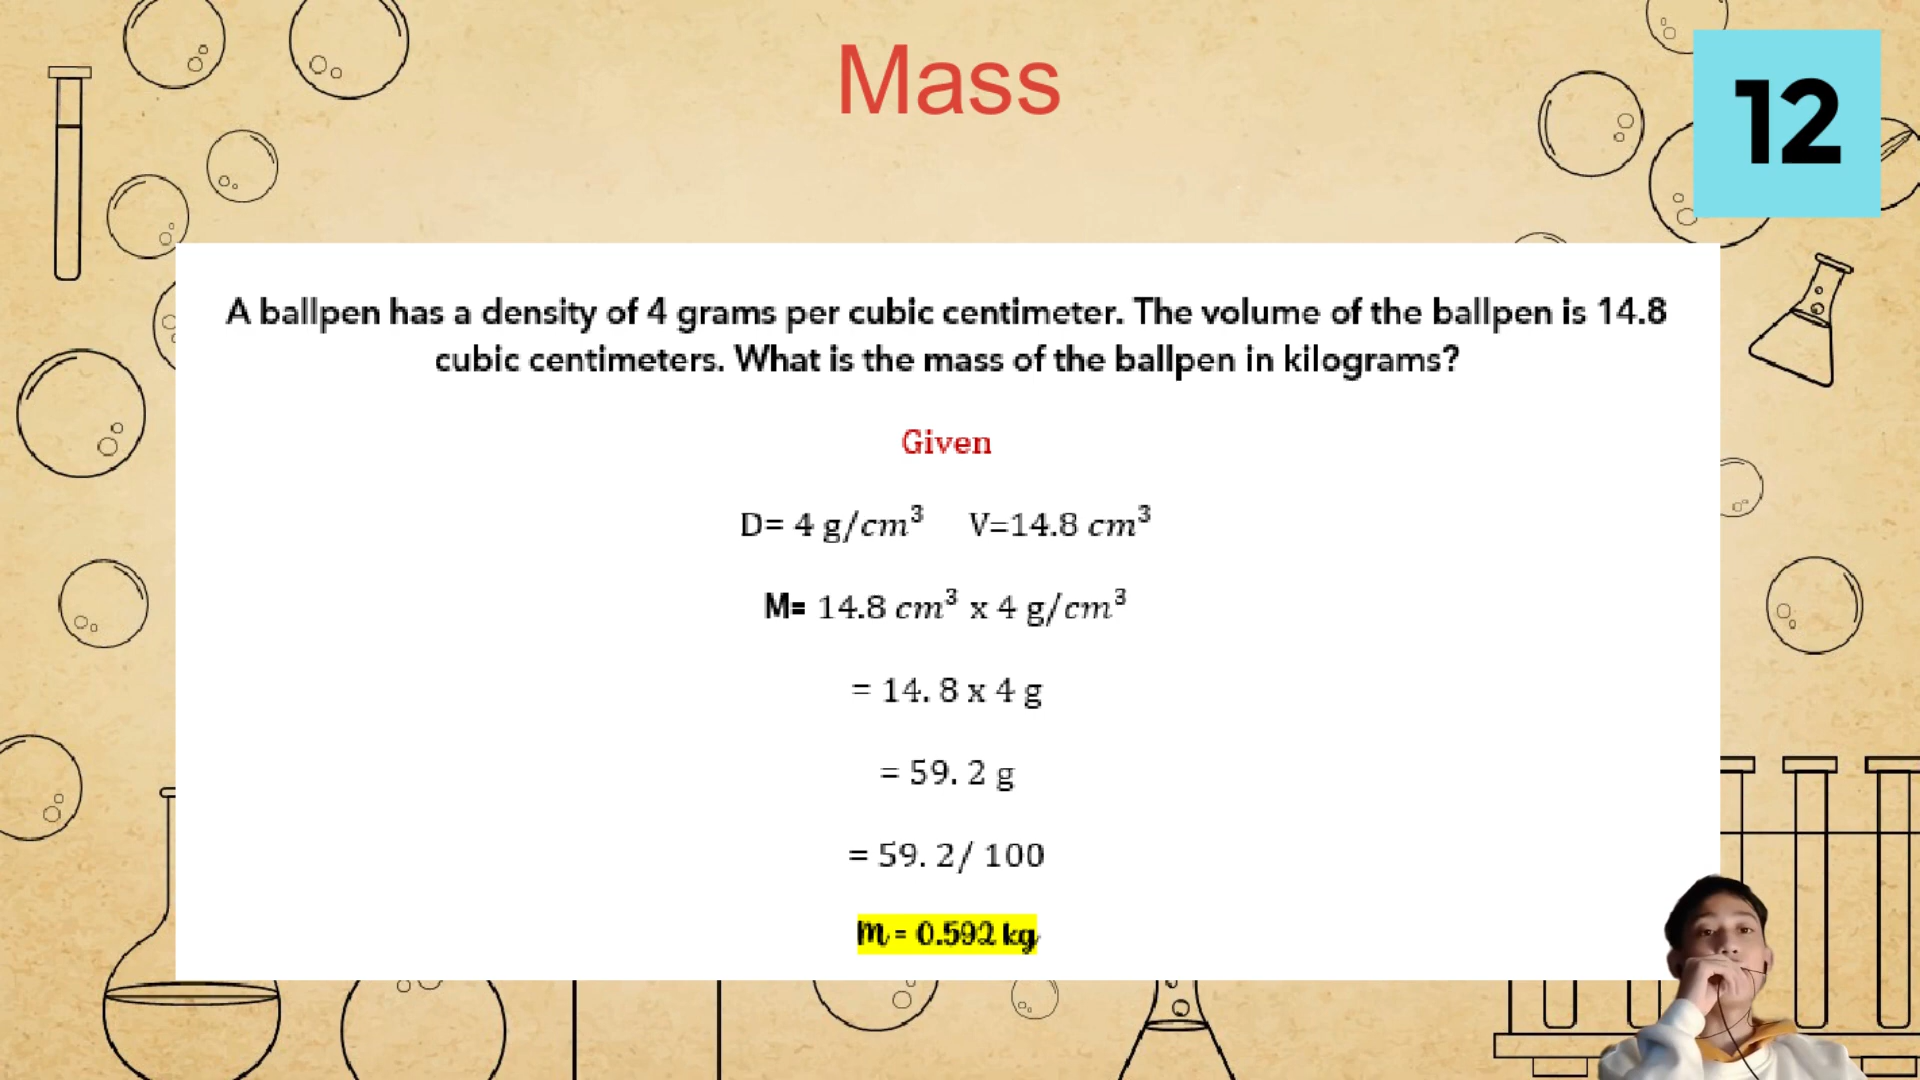 Mass
12
A ballpen has a density of 4 grams per cubic centimeter. The volume of the ballpen is 14.8
cubic centimeters. What is the mass of the ballpen in kilograms?
Given
D= 4 g/cm³ V=14.8 cm³
M= 14.8 cm³ x 4 g/cm³
= 14. 8 x 4 g
= 59. 2 g
= 59. 2/ 100
M = 0.592 kg